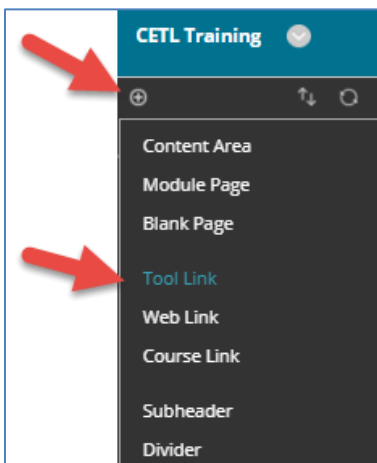 CETL Training
Content Area
Module Page
Blank Page
Tool Link
Web Link
Course Link
Subheader
Divider